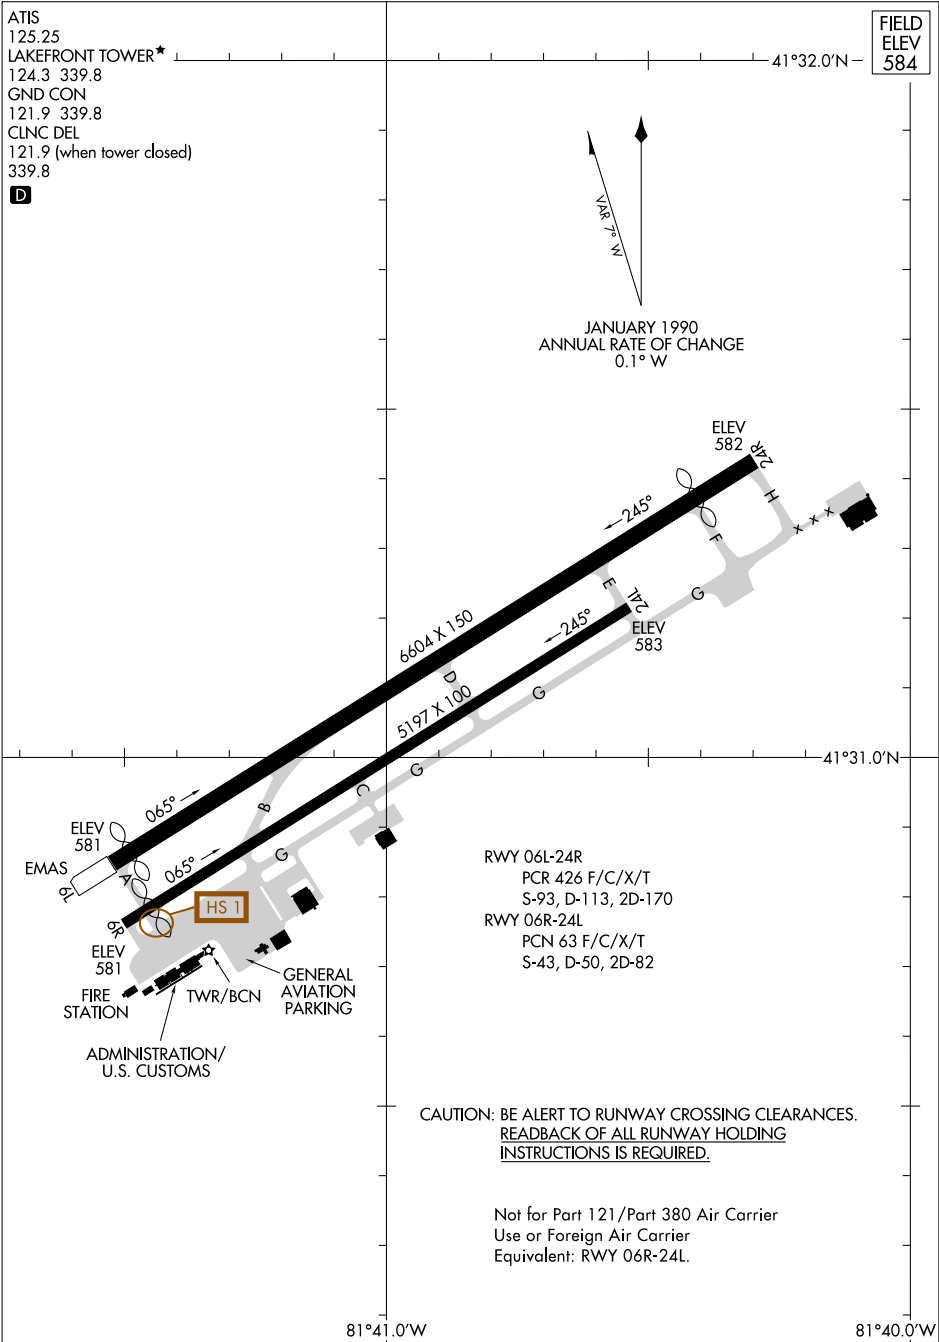 ATIS
125.25
LAKEFRONT TOWER★
124.3 339.8
GND CON
121.9 339.8
CLNC DEL
121.9 (when tower closed)
339.8
D
FIELD
ELEV
584
41°32.0'N
VAR 7° W
JANUARY 1990
ANNUAL RATE OF CHANGE
0.1° W
ELEV
582
24R
H
245°
F
E
24L
G
ELEV
583
245°
6604 X 150
D
5197 X 100
G
41°31.0'N
G
C
B
065°
ELEV
581
065°
G
EMAS
6L
A
HS 1
6R
ELEV
581
FIRE
STATION
TWR/BCN
GENERAL
AVIATION
PARKING
ADMINISTRATION/
U.S. CUSTOMS
RWY 06L-24R
PCR 426 F/C/X/T
S-93, D-113, 2D-170
RWY 06R-24L
PCN 63 F/C/X/T
S-43, D-50, 2D-82
CAUTION: BE ALERT TO RUNWAY CROSSING CLEARANCES.
READBACK OF ALL RUNWAY HOLDING
INSTRUCTIONS IS REQUIRED.
Not for Part 121/Part 380 Air Carrier
Use or Foreign Air Carrier
Equivalent: RWY 06R-24L.
81°41.0'W
81°40.0'W